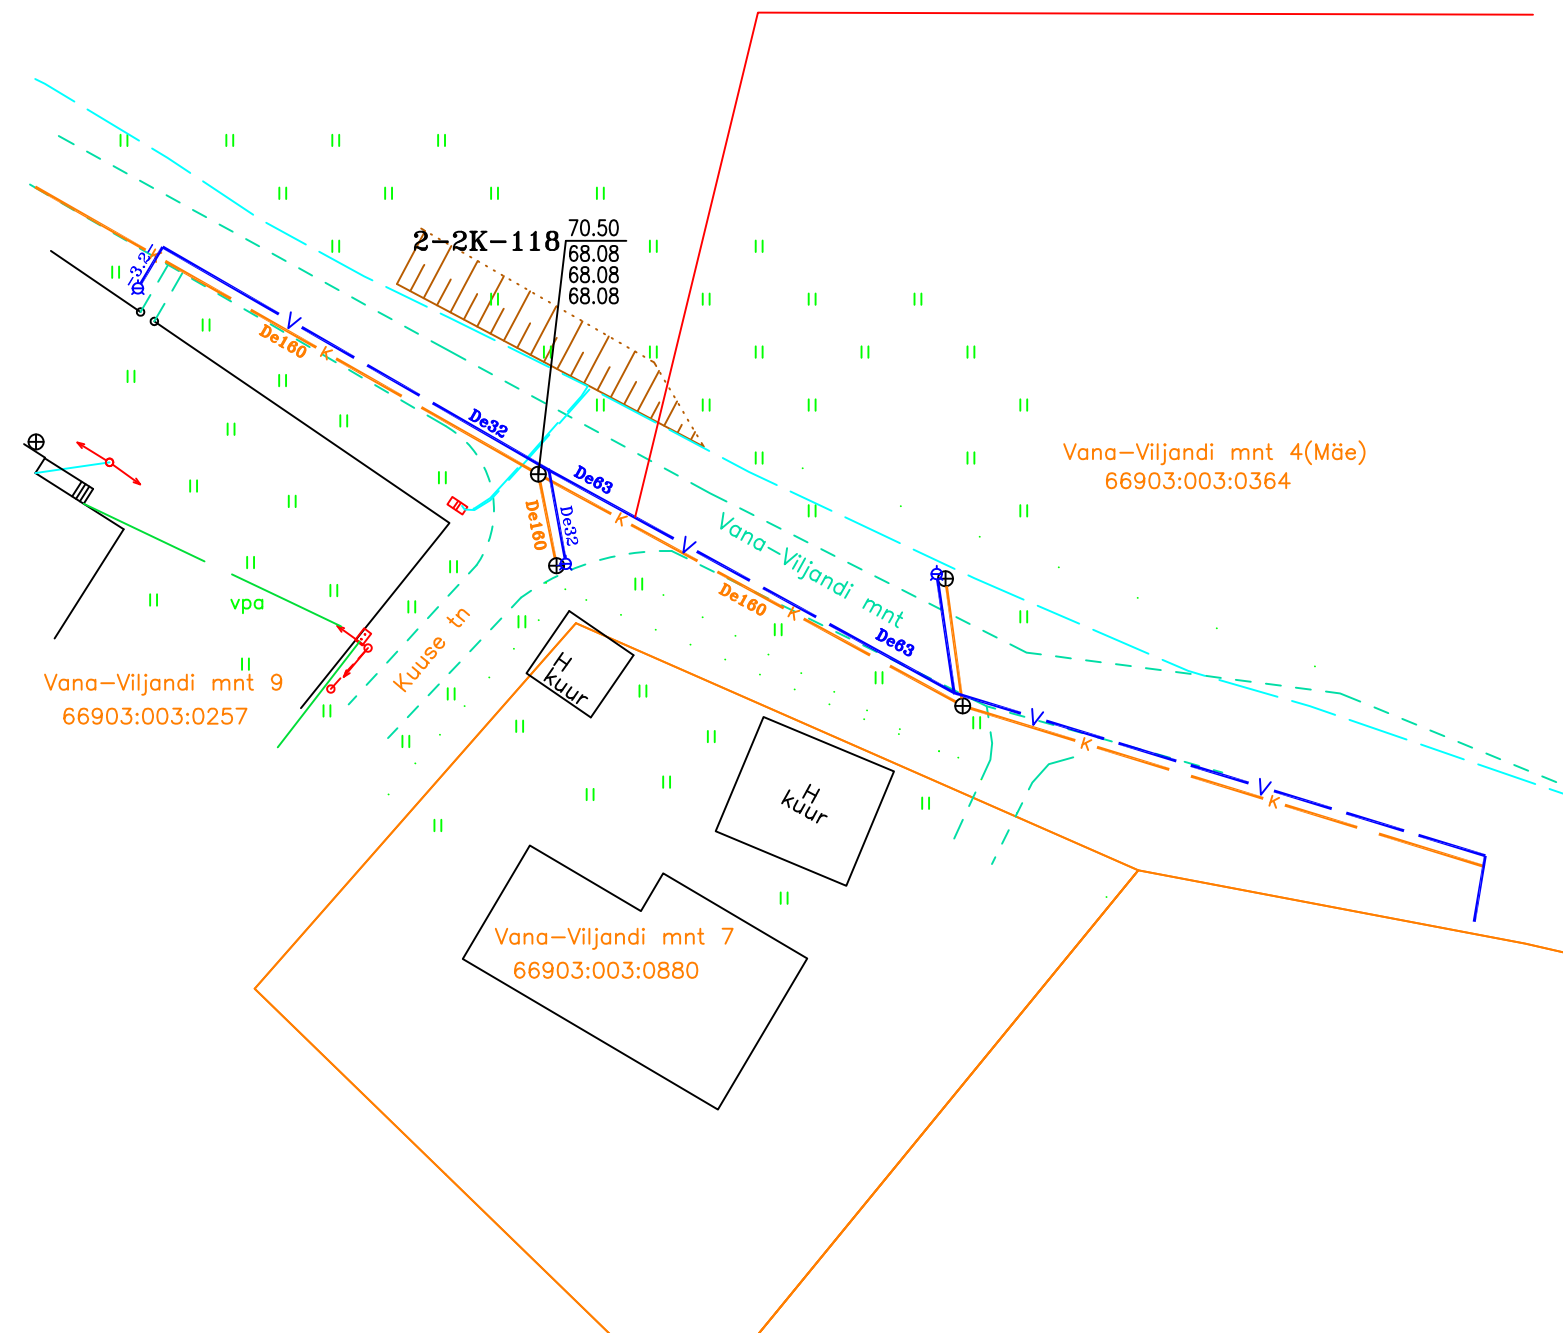 2-2K-118
70.50
68.08
68.08
68.08
-3.2-
V
De160
K
De32
De63
De160
De32
K
V
Vana-Viljandi mnt
De160
K
De63
Vana-Viljandi mnt 4(Mäe)
66903:003:0364
vpa
Kuuse tn
Vana-Viljandi mnt 9
66903:003:0257
H
kuur
V
K
H
kuur
V
K
Vana-Viljandi mnt 7
66903:003:0880